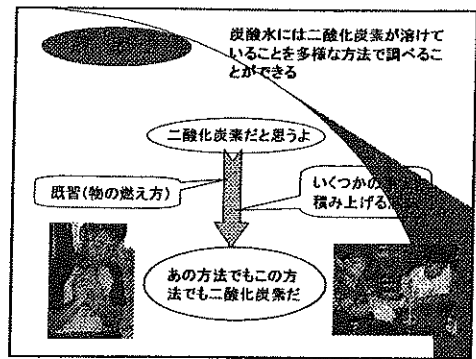 炭酸水には二酸化炭素が溶けて
いることを多様な方法で調べるこ
とができる
二酸化炭素だと思うよ
既習(物の燃え方)
いくつかの
積み上げる
あの方法でもこの方
法でも二酸化炭素だ